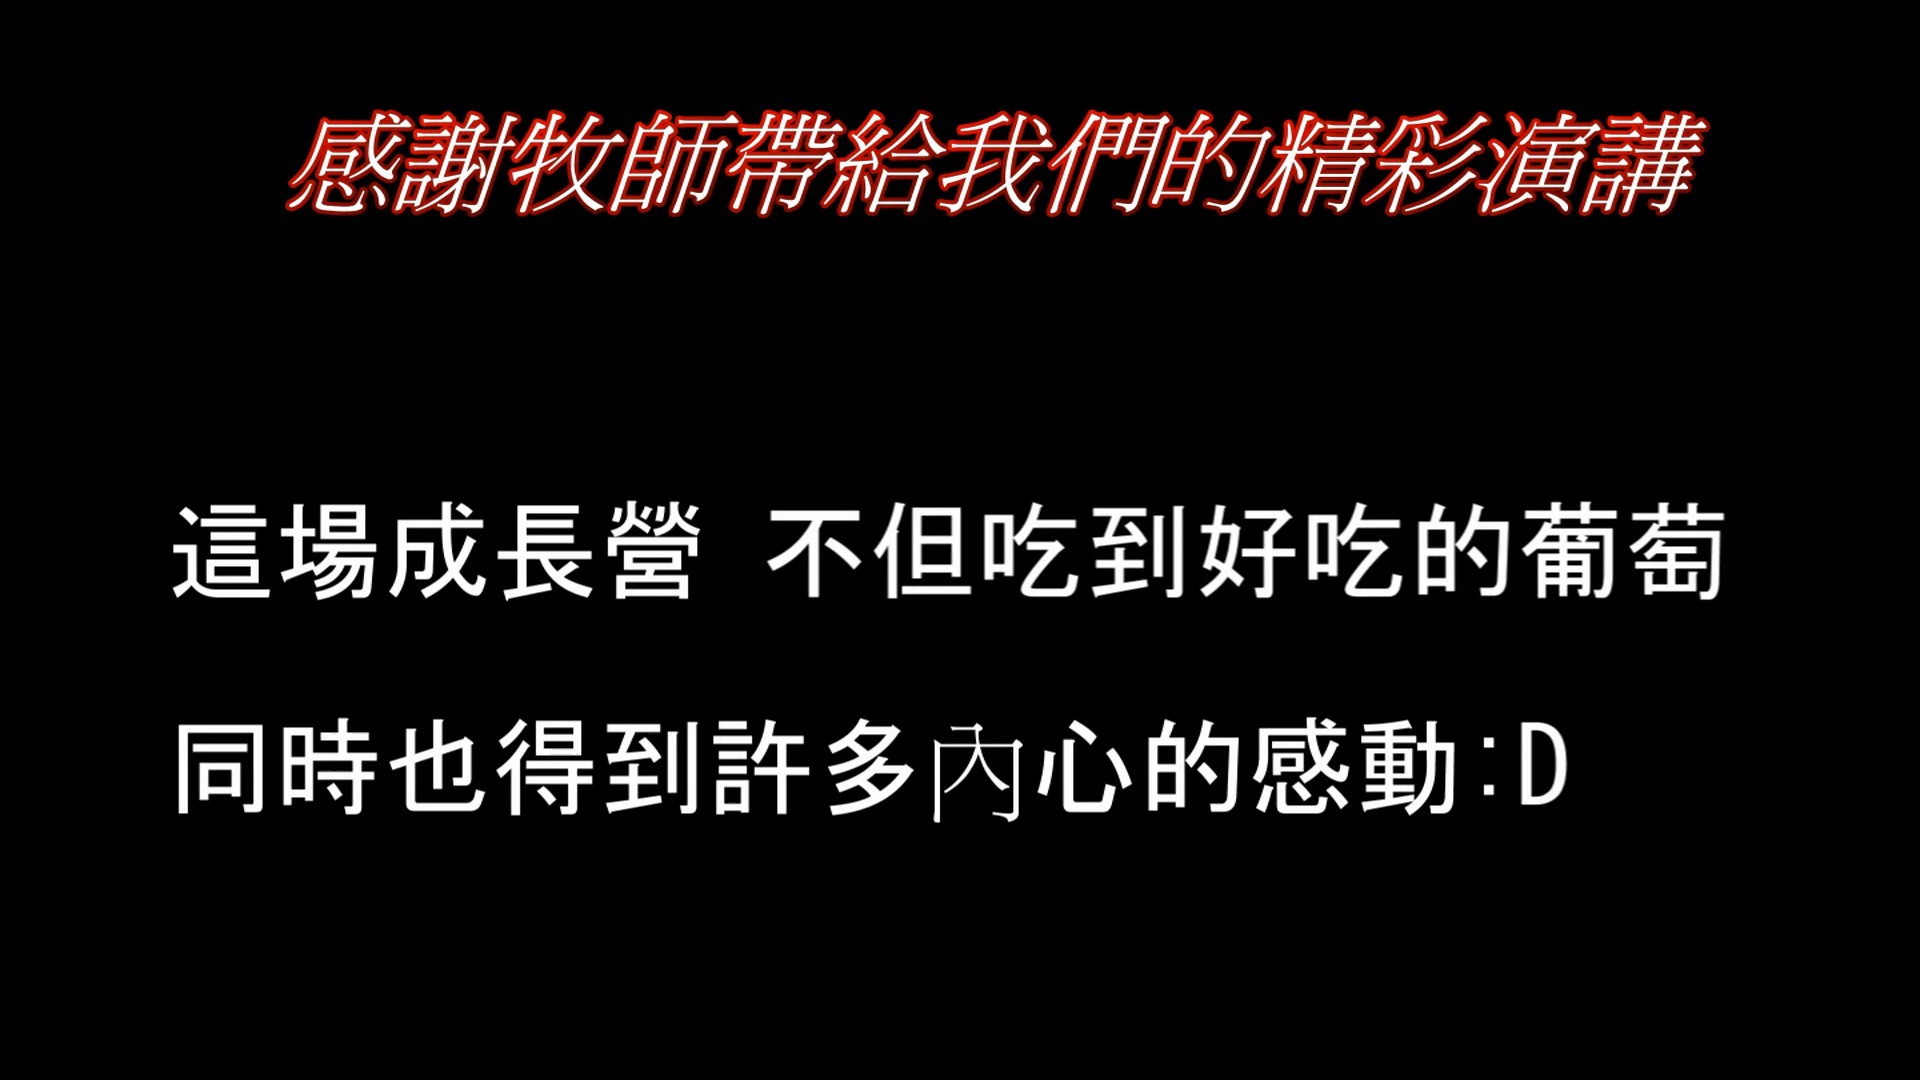 感謝牧師帶給我們的精彩演講
這場成長營 不但吃到好吃的葡萄
同時也得到許多內心的感動:D